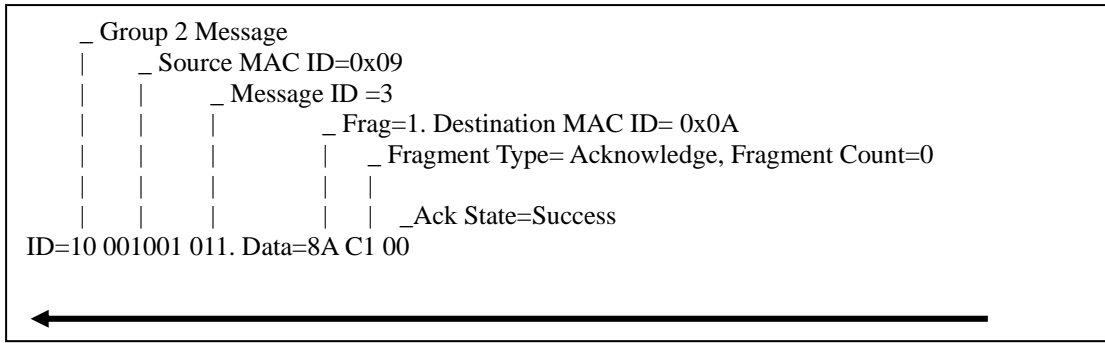 _ Group 2 Message
| _ Source MAC ID=0x09
| | _ Message ID =3
| | | _ Frag=1. Destination MAC ID= 0x0A
| | | | _ Fragment Type= Acknowledge, Fragment Count=0
| | | | |
| | | | | _Ack State=Success
ID=10 001001 011. Data=8A C1 00